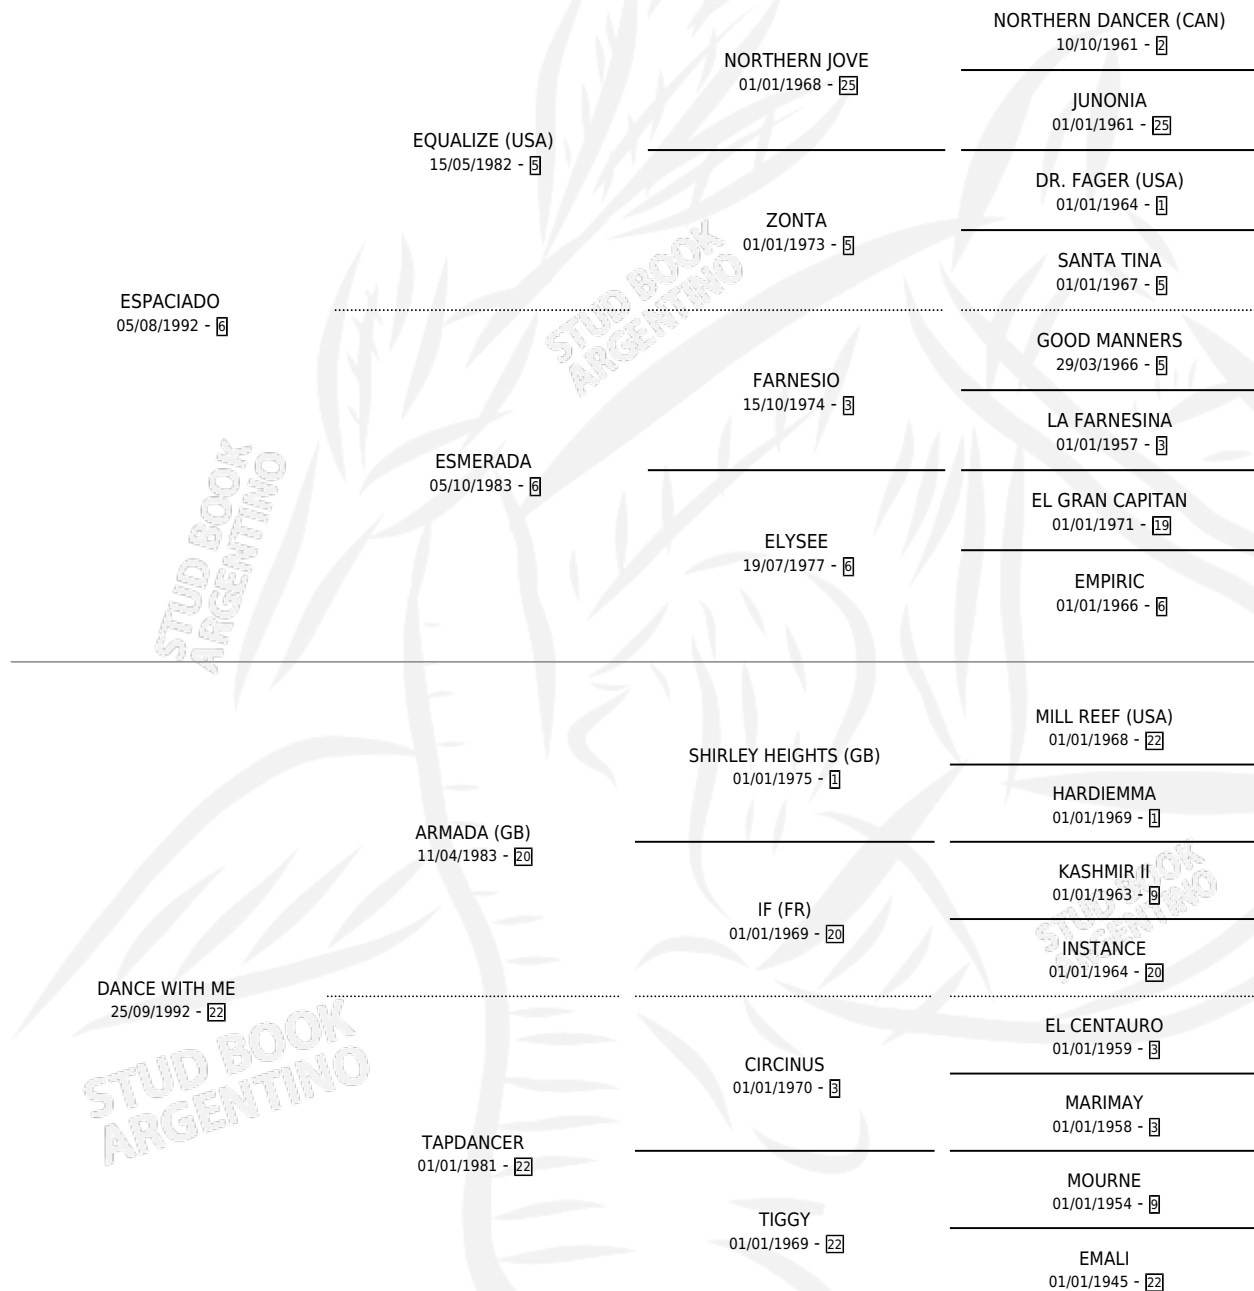 NORTHERN DANCER (CAN)
10/10/1961 - 2
NORTHERN JOVE
01/01/1968 - 25
JUNONIA
01/01/1961 - 25
EQUALIZE (USA)
15/05/1982 - 5
DR. FAGER (USA)
01/01/1964 - 1
ZONTA
01/01/1973 - 5
SANTA TINA
01/01/1967 - 5
ESPACIADO
05/08/1992 - 6
STUD BOOK
ARGENTINO
GOOD MANNERS
29/03/1966 - 5
FARNESIO
15/10/1974 - 3
LA FARNESINA
01/01/1957 - 3
ESMERADA
05/10/1983 - 6
EL GRAN CAPITAN
01/01/1971 - 19
ELYSEE
19/07/1977 - 6
EMPIRIC
01/01/1966 - 6
STUD BOOK
ARGENTINO
MILL REEF (USA)
01/01/1968 - 22
SHIRLEY HEIGHTS (GB)
01/01/1975 - 1
HARDIEMMA
01/01/1969 - 1
ARMADA (GB)
11/04/1983 - 20
KASHMIR II
01/01/1963 - 9
IF (FR)
01/01/1969 - 20
INSTANCE
01/01/1964 - 20
STUD BOOK
ARGENTINO
DANCE WITH ME
25/09/1992 - 22
EL CENTAURO
01/01/1959 - 3
CIRCINUS
01/01/1970 - 3
MARIMAY
01/01/1958 - 3
STUD BOOK
ARGENTINO
TAPDANCER
01/01/1981 - 22
MOURNE
01/01/1954 - 9
TIGGY
01/01/1969 - 22
EMALI
01/01/1945 - 22